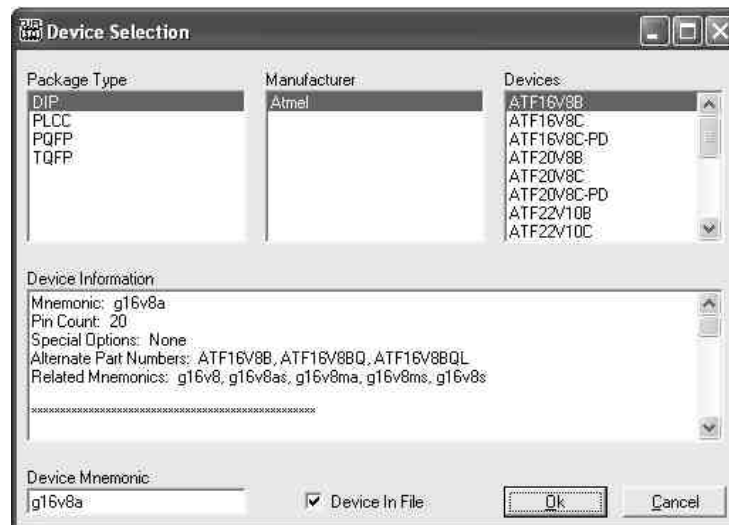 Device Selection
Package Type
DIP
PLCC
PQFP
TQFP
Manufacturer
Atmel
Devices
ATF16V8B
ATF16V8C
ATF16V8C-PD
ATF20V8B
ATF20V8C
ATF20V8C-PD
ATF22V10B
ATF22V10C
Device Information
Mnemonic: g16v8a
Pin Count: 20
Special Options: None
Alternate Part Numbers: ATF16V8B, ATF16V8BQ, ATF16V8BQL
Related Mnemonics: g16v8, g16v8as, g16v8ma, g16v8ms, g16v8s
Device Mnemonic
g16v8a
Device In File
Ok
Cancel